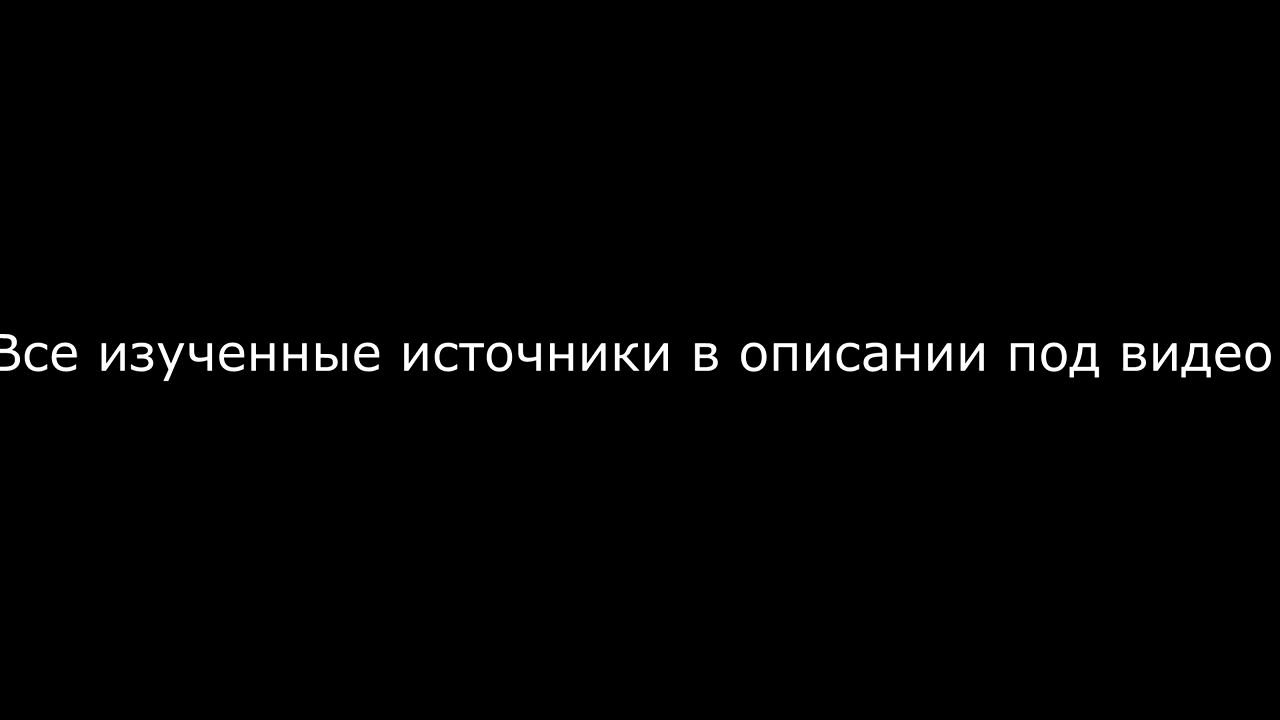 Все изученные источники в описании под видео